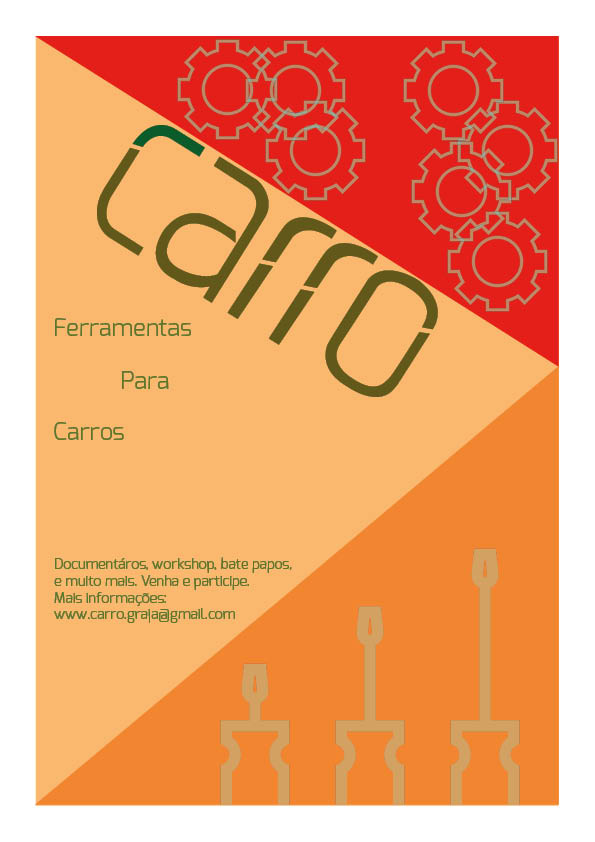 carro
Ferramentas
Para
Carros
Documentáros, workshop, bate papos,
e muito mais. Venha e participe.
Mais informações:
www.carro.graja@gmail.com